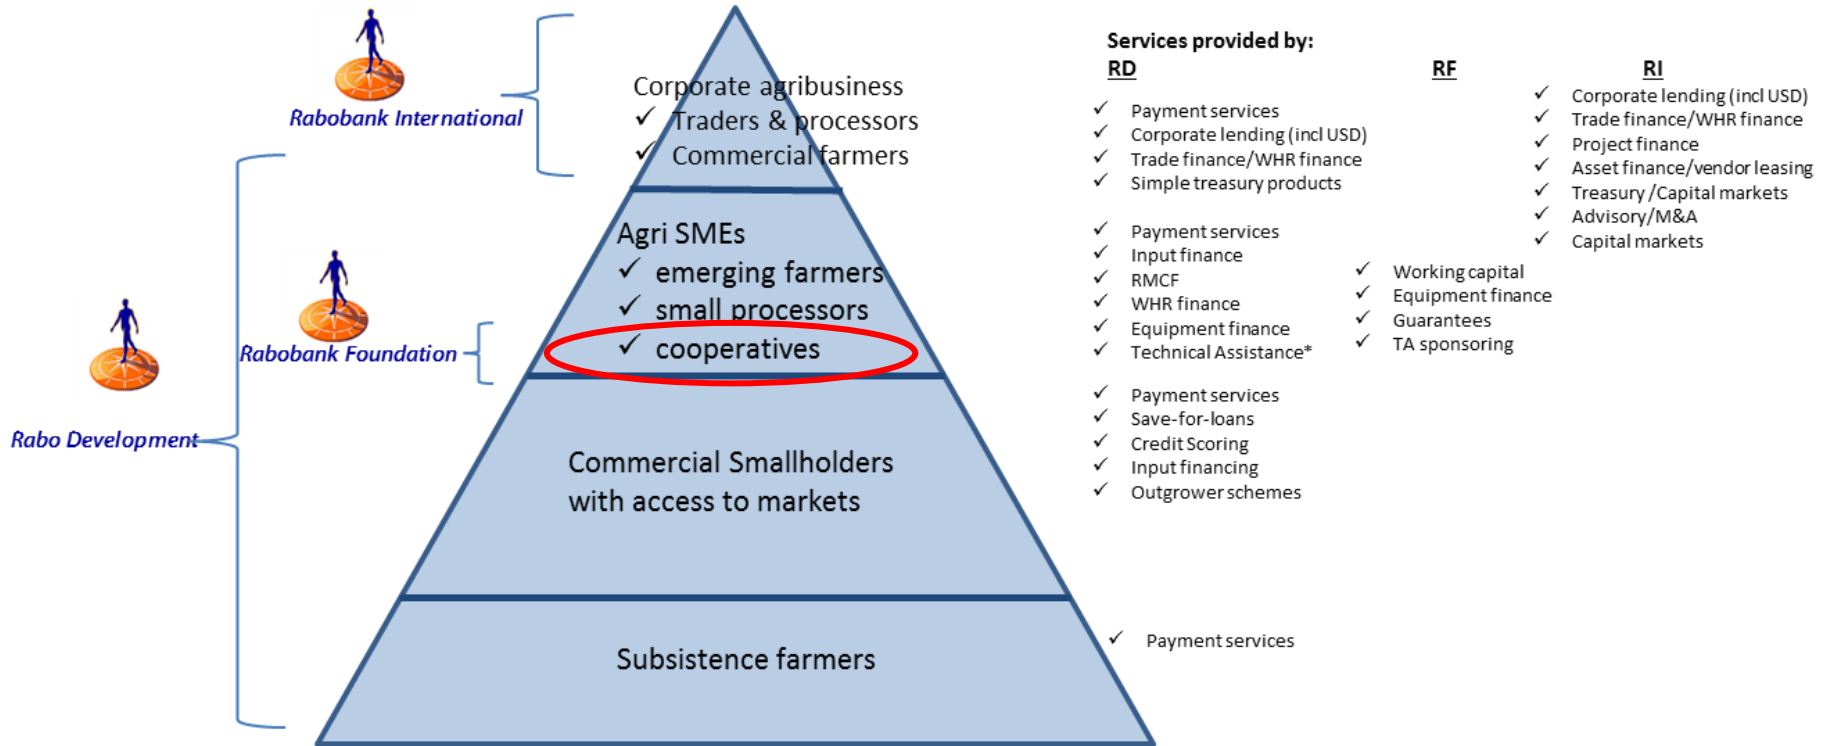 Rabobank International
Rabobank Foundation
Rabo Development
Corporate agribusiness
✓ Traders & processors
✓ Commercial farmers
Agri SMEs
✓ emerging farmers
✓ small processors
✓ cooperatives
Commercial Smallholders
with access to markets
Subsistence farmers
Services provided by:
RD
✓ Payment services
✓ Corporate lending (incl USD)
✓ Trade finance/WHR finance
✓ Simple treasury products
✓ Payment services
✓ Input finance
✓ RMCF
✓ WHR finance
✓ Equipment finance
✓ Technical Assistance*
✓ Payment services
✓ Save-for-loans
✓ Credit Scoring
✓ Input financing
✓ Outgrower schemes
✓ Payment services
RF
✓ Working capital
✓ Equipment finance
✓ Guarantees
✓ TA sponsoring
RI
✓ Corporate lending (incl USD)
✓ Trade finance/WHR finance
✓ Project finance
✓ Asset finance/vendor leasing
✓ Treasury /Capital markets
✓ Advisory/M&A
✓ Capital markets